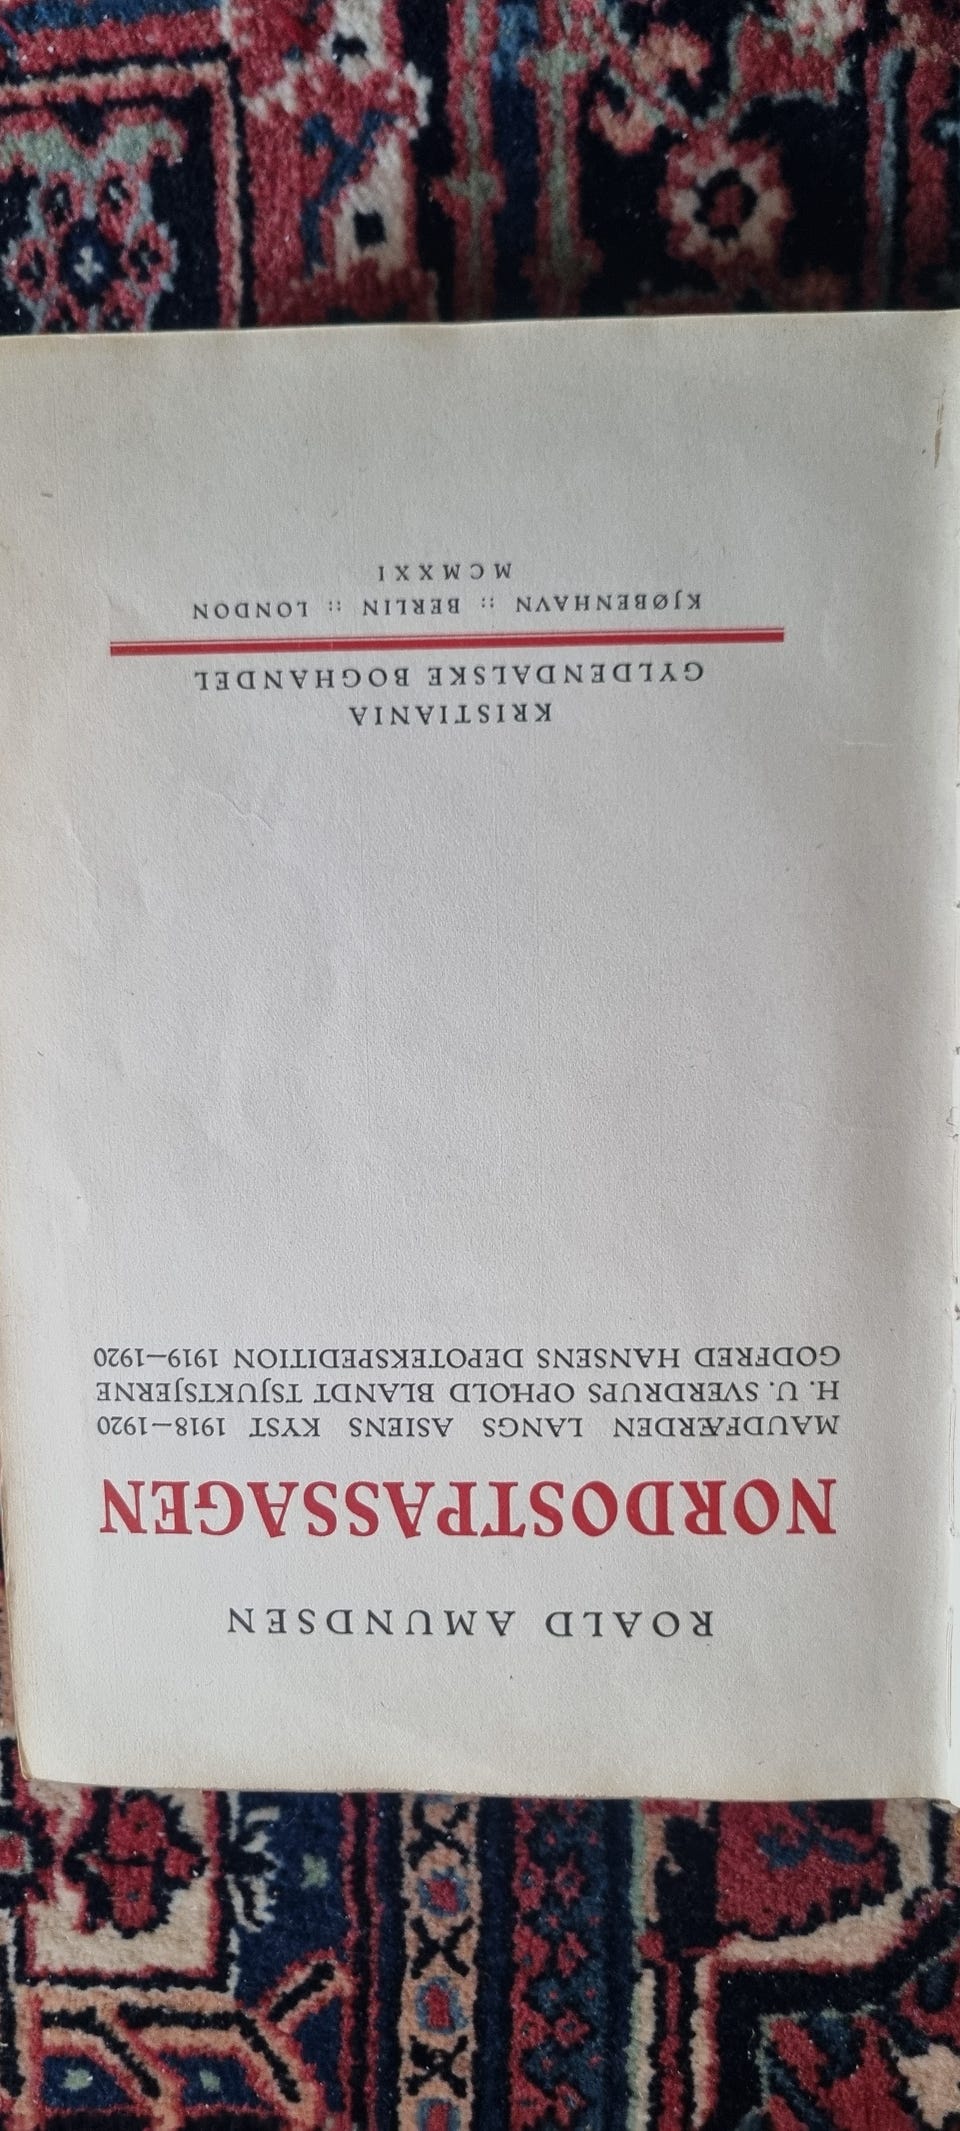 ROALD AMUNDSEN
NORDOSTPASSAGEN
MAUDFÆRDEN LANGS ASIENS KYST 1918—1920
H. U. SVERDRUPS OPHOLD BLANDT TSJUKTSJERNE
GODFRED HANSENS DEPOTEKSPEDITION 1919—1920
KRISTIANIA
GYLDENDALSKE BOGHANDEL
KJØBENHAVN :: BERLIN :: LONDON
MCMXXI